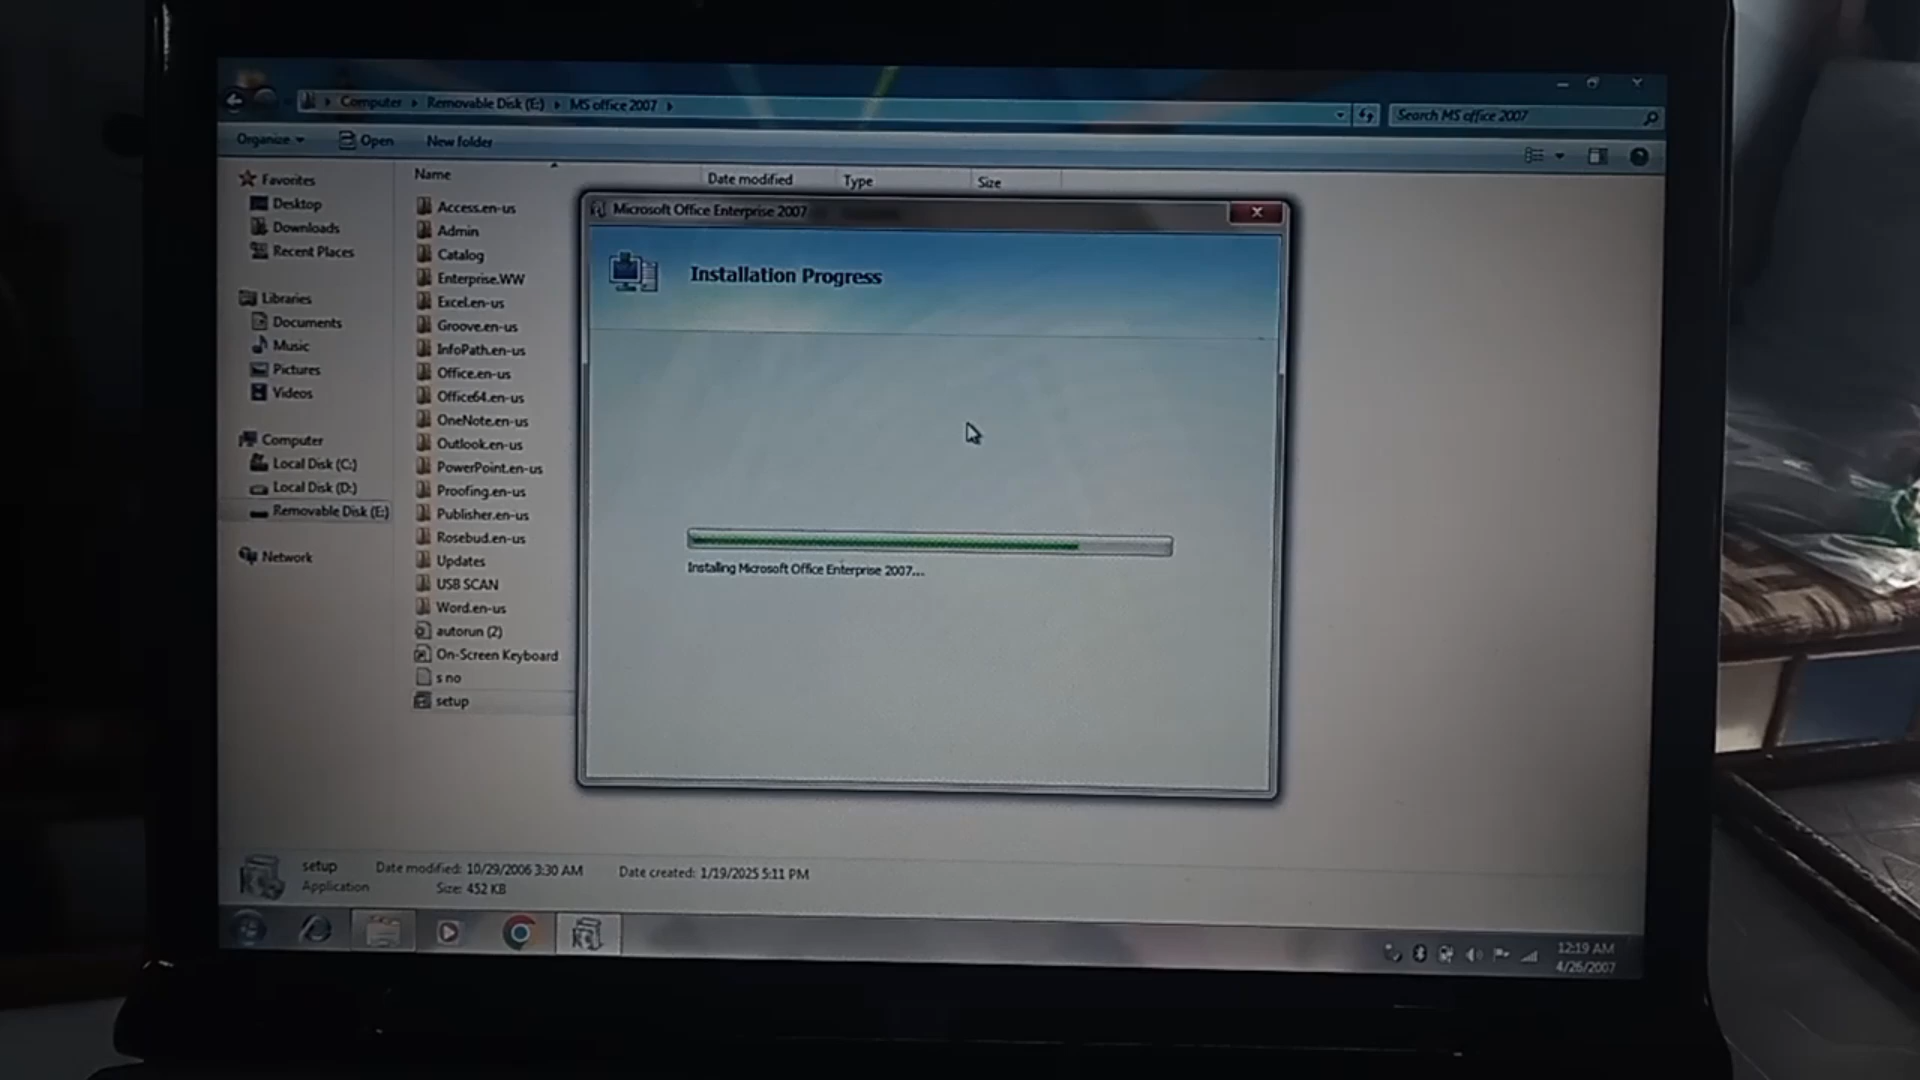 Computer Removable Disk (E:) MS office 2007
Search MS office 2007
Organize Open New folder
Name Date modified Type Size
Favorites
Desktop
Downloads
Recent Places
Libraries
Documents
Music
Pictures
Videos
Computer
Local Disk (C:)
Local Disk (D:)
Removable Disk (E:)
Network
Access.en-us
Admin
Catalog
Enterprise.WW
Excel.en-us
Groove.en-us
InfoPath.en-us
Office.en-us
Office64.en-us
OneNote.en-us
Outlook.en-us
PowerPoint.en-us
Proofing.en-us
Publisher.en-us
Rosebud.en-us
Updates
USB SCAN
Word.en-us
autorun (2)
On-Screen Keyboard
s no
setup
Microsoft Office Enterprise 2007
Installation Progress
Installing Microsoft Office Enterprise 2007...
setup Date modified: 10/29/2006 3:30 AM Date created: 1/19/2025 5:11 PM
Application Size: 452 KB
12:19 AM
4/26/2007